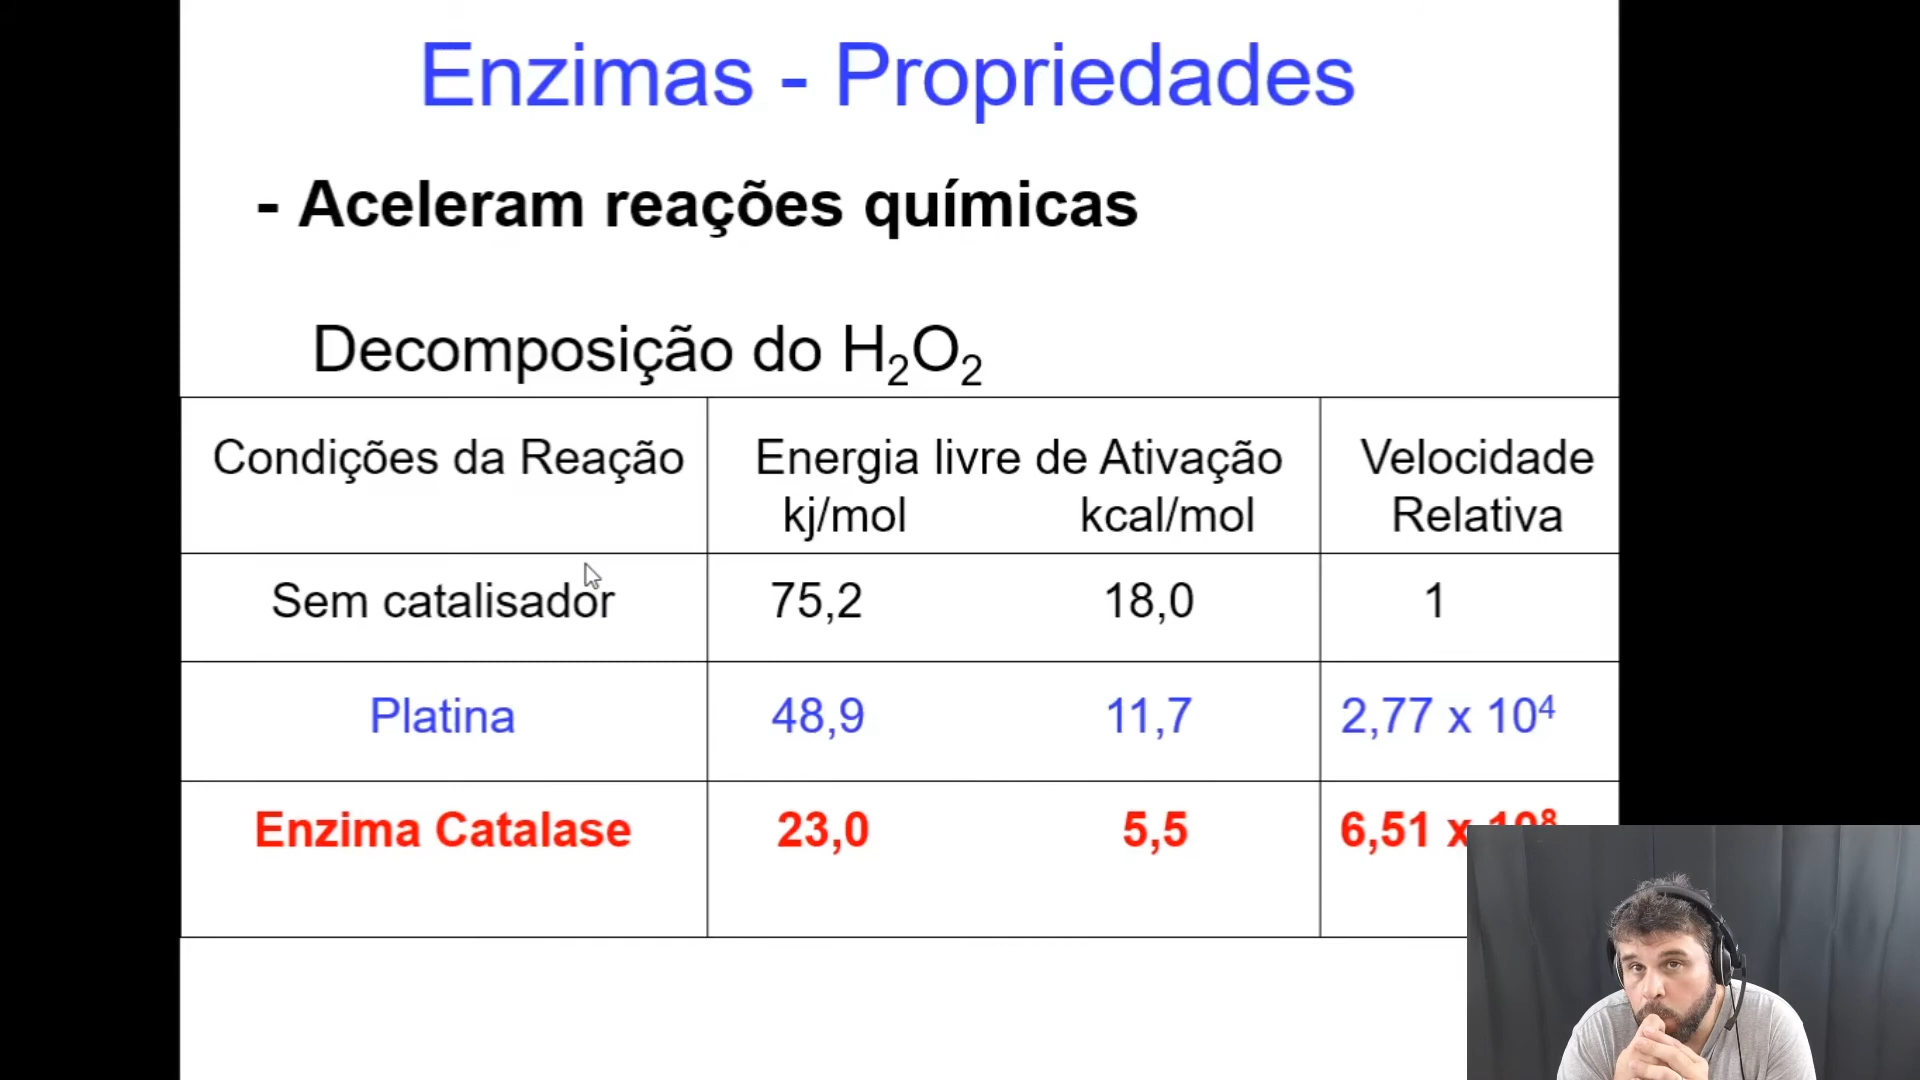 Enzimas - Propriedades
- Aceleram reações químicas
Decomposição do H₂O₂
Condições da Reação
Energia livre de Ativação
kj/mol kcal/mol
Velocidade
Relativa
Sem catalisador 75,2 18,0 1
Platina 48,9 11,7 2,77 x 10⁴
Enzima Catalase 23,0 5,5 6,51 x 10⁸